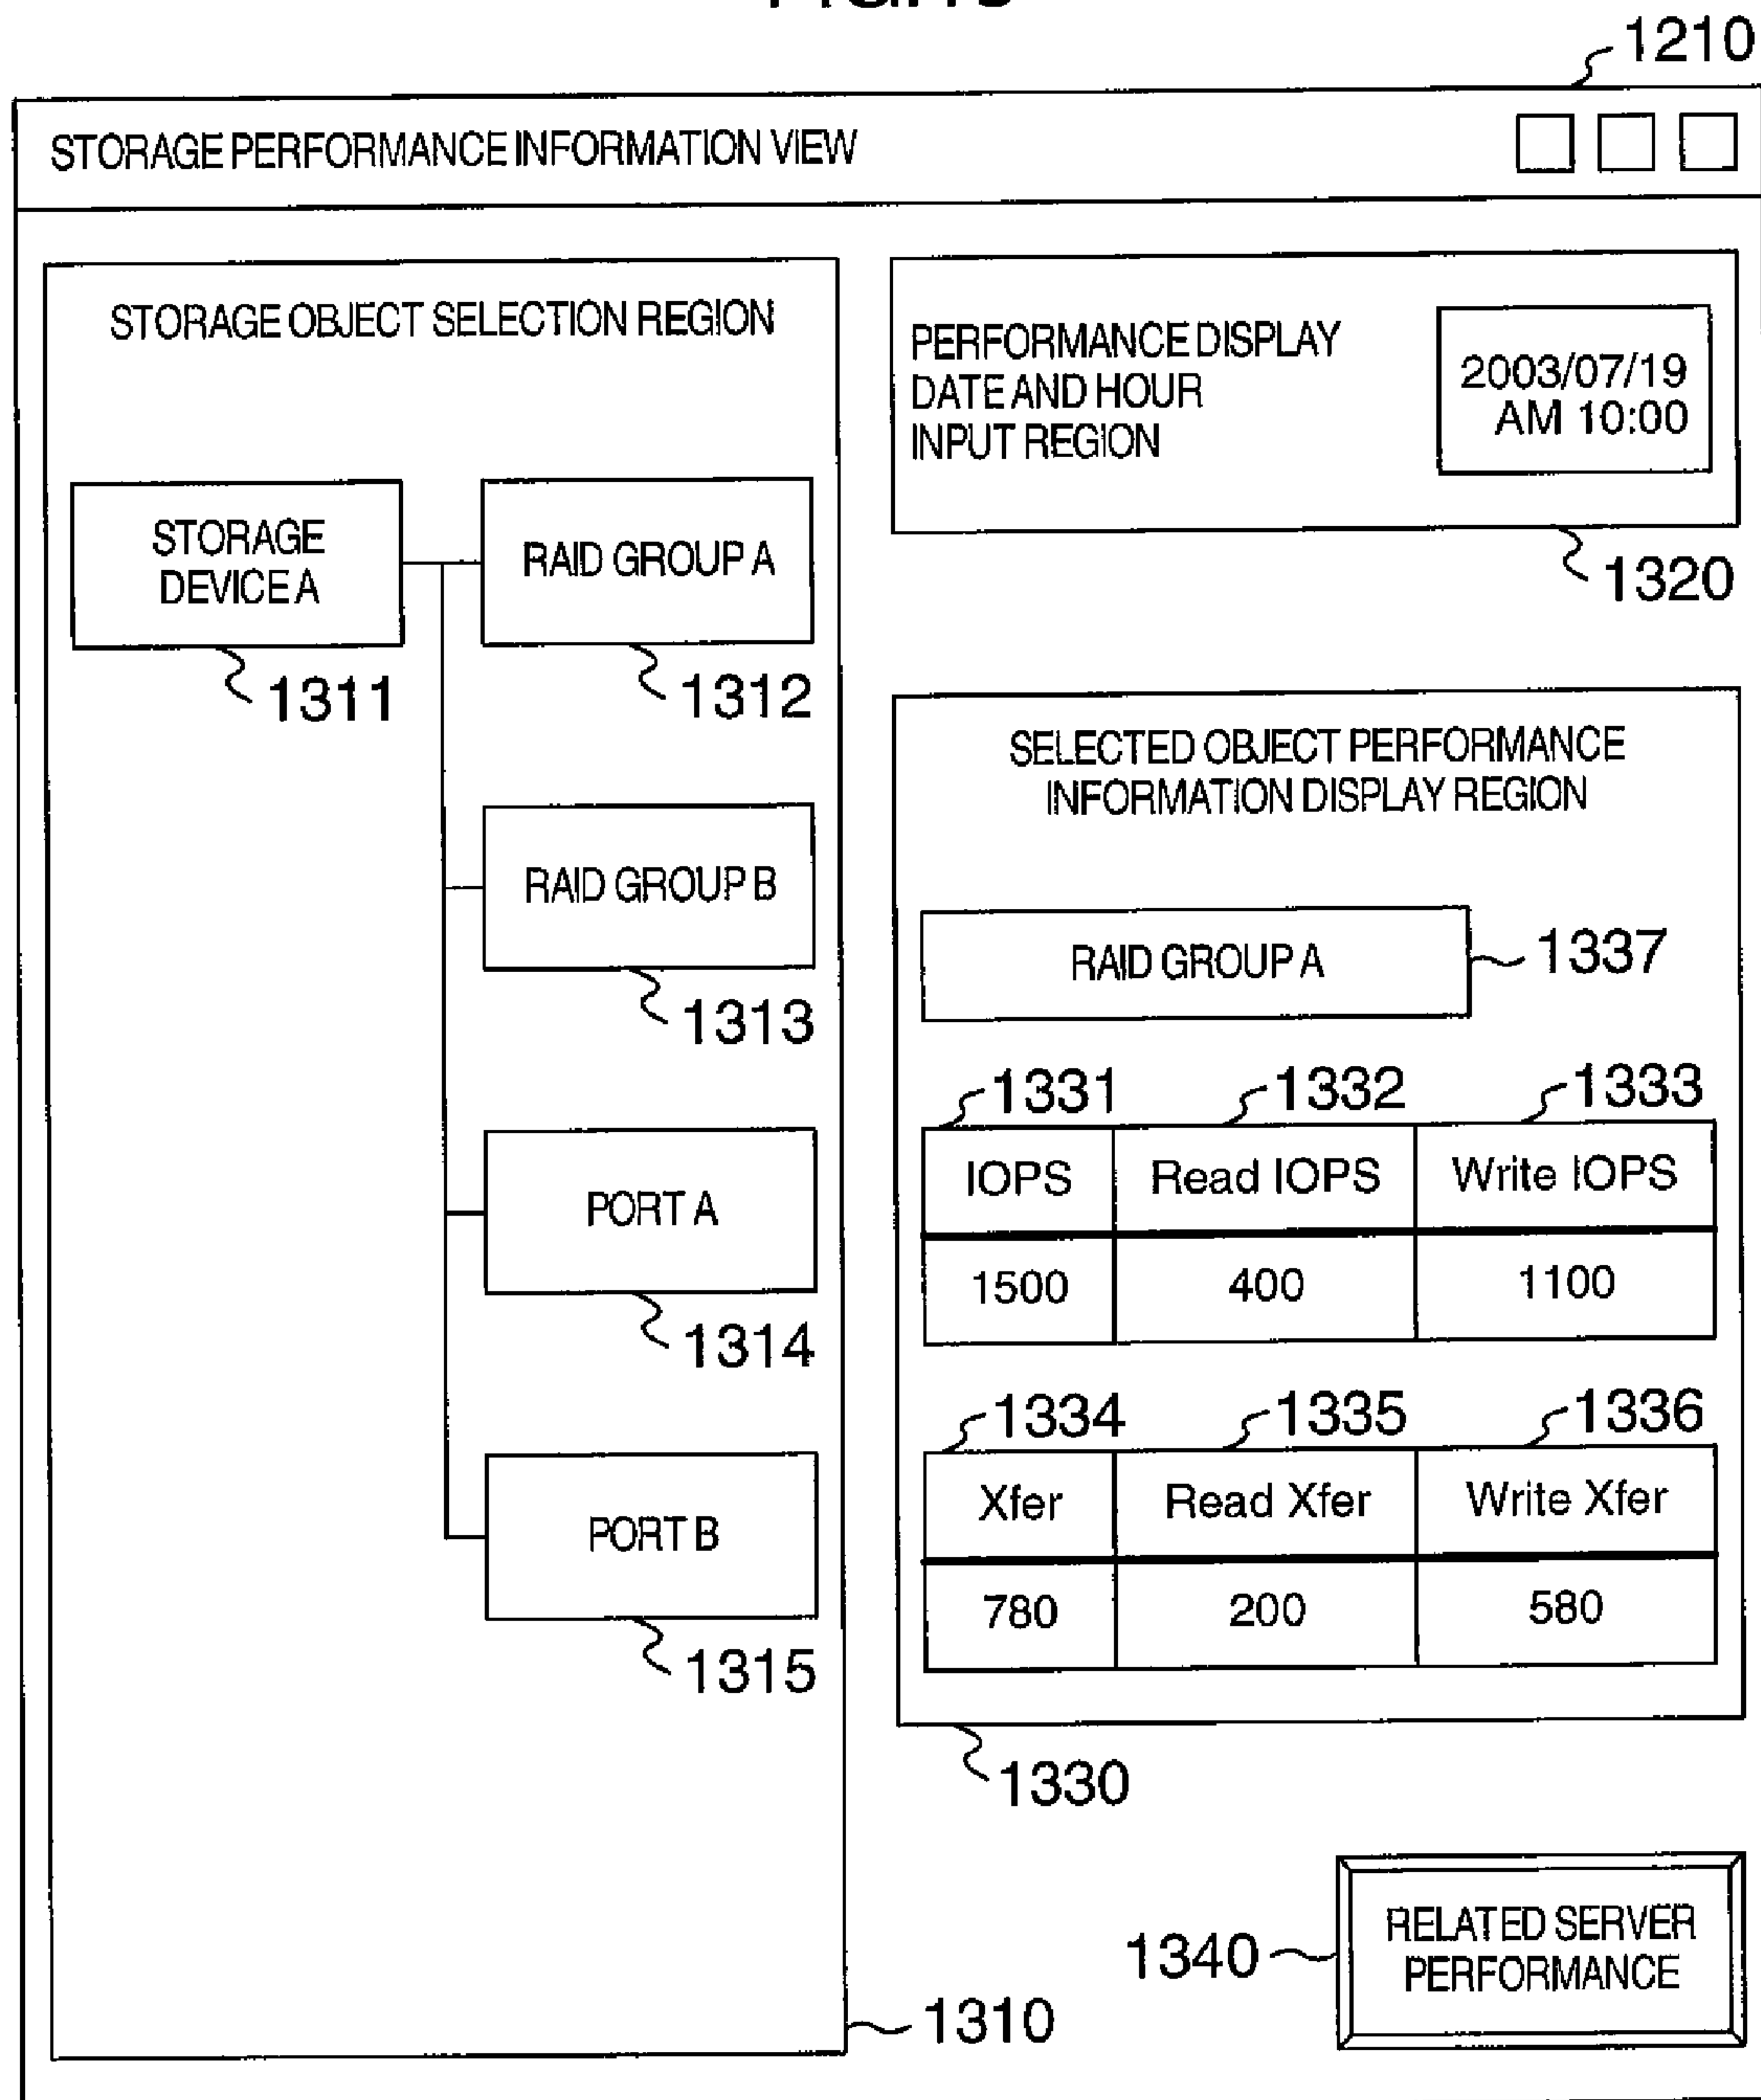 1210
STORAGE PERFORMANCE INFORMATION VIEW
STORAGE OBJECT SELECTION REGION
STORAGE
DEVICE A
1311
RAID GROUP A
1312
RAID GROUP B
1313
PORT A
1314
PORT B
1315
1310
PERFORMANCE DISPLAY
DATE AND HOUR
INPUT REGION
2003/07/19
AM 10:00
1320
SELECTED OBJECT PERFORMANCE
INFORMATION DISPLAY REGION
RAID GROUP A
1337
1331 1332 1333
IOPS Read IOPS Write IOPS
1500 400 1100
1334 1335 1336
Xfer Read Xfer Write Xfer
780 200 580
1330
1340
RELATED SERVER
PERFORMANCE